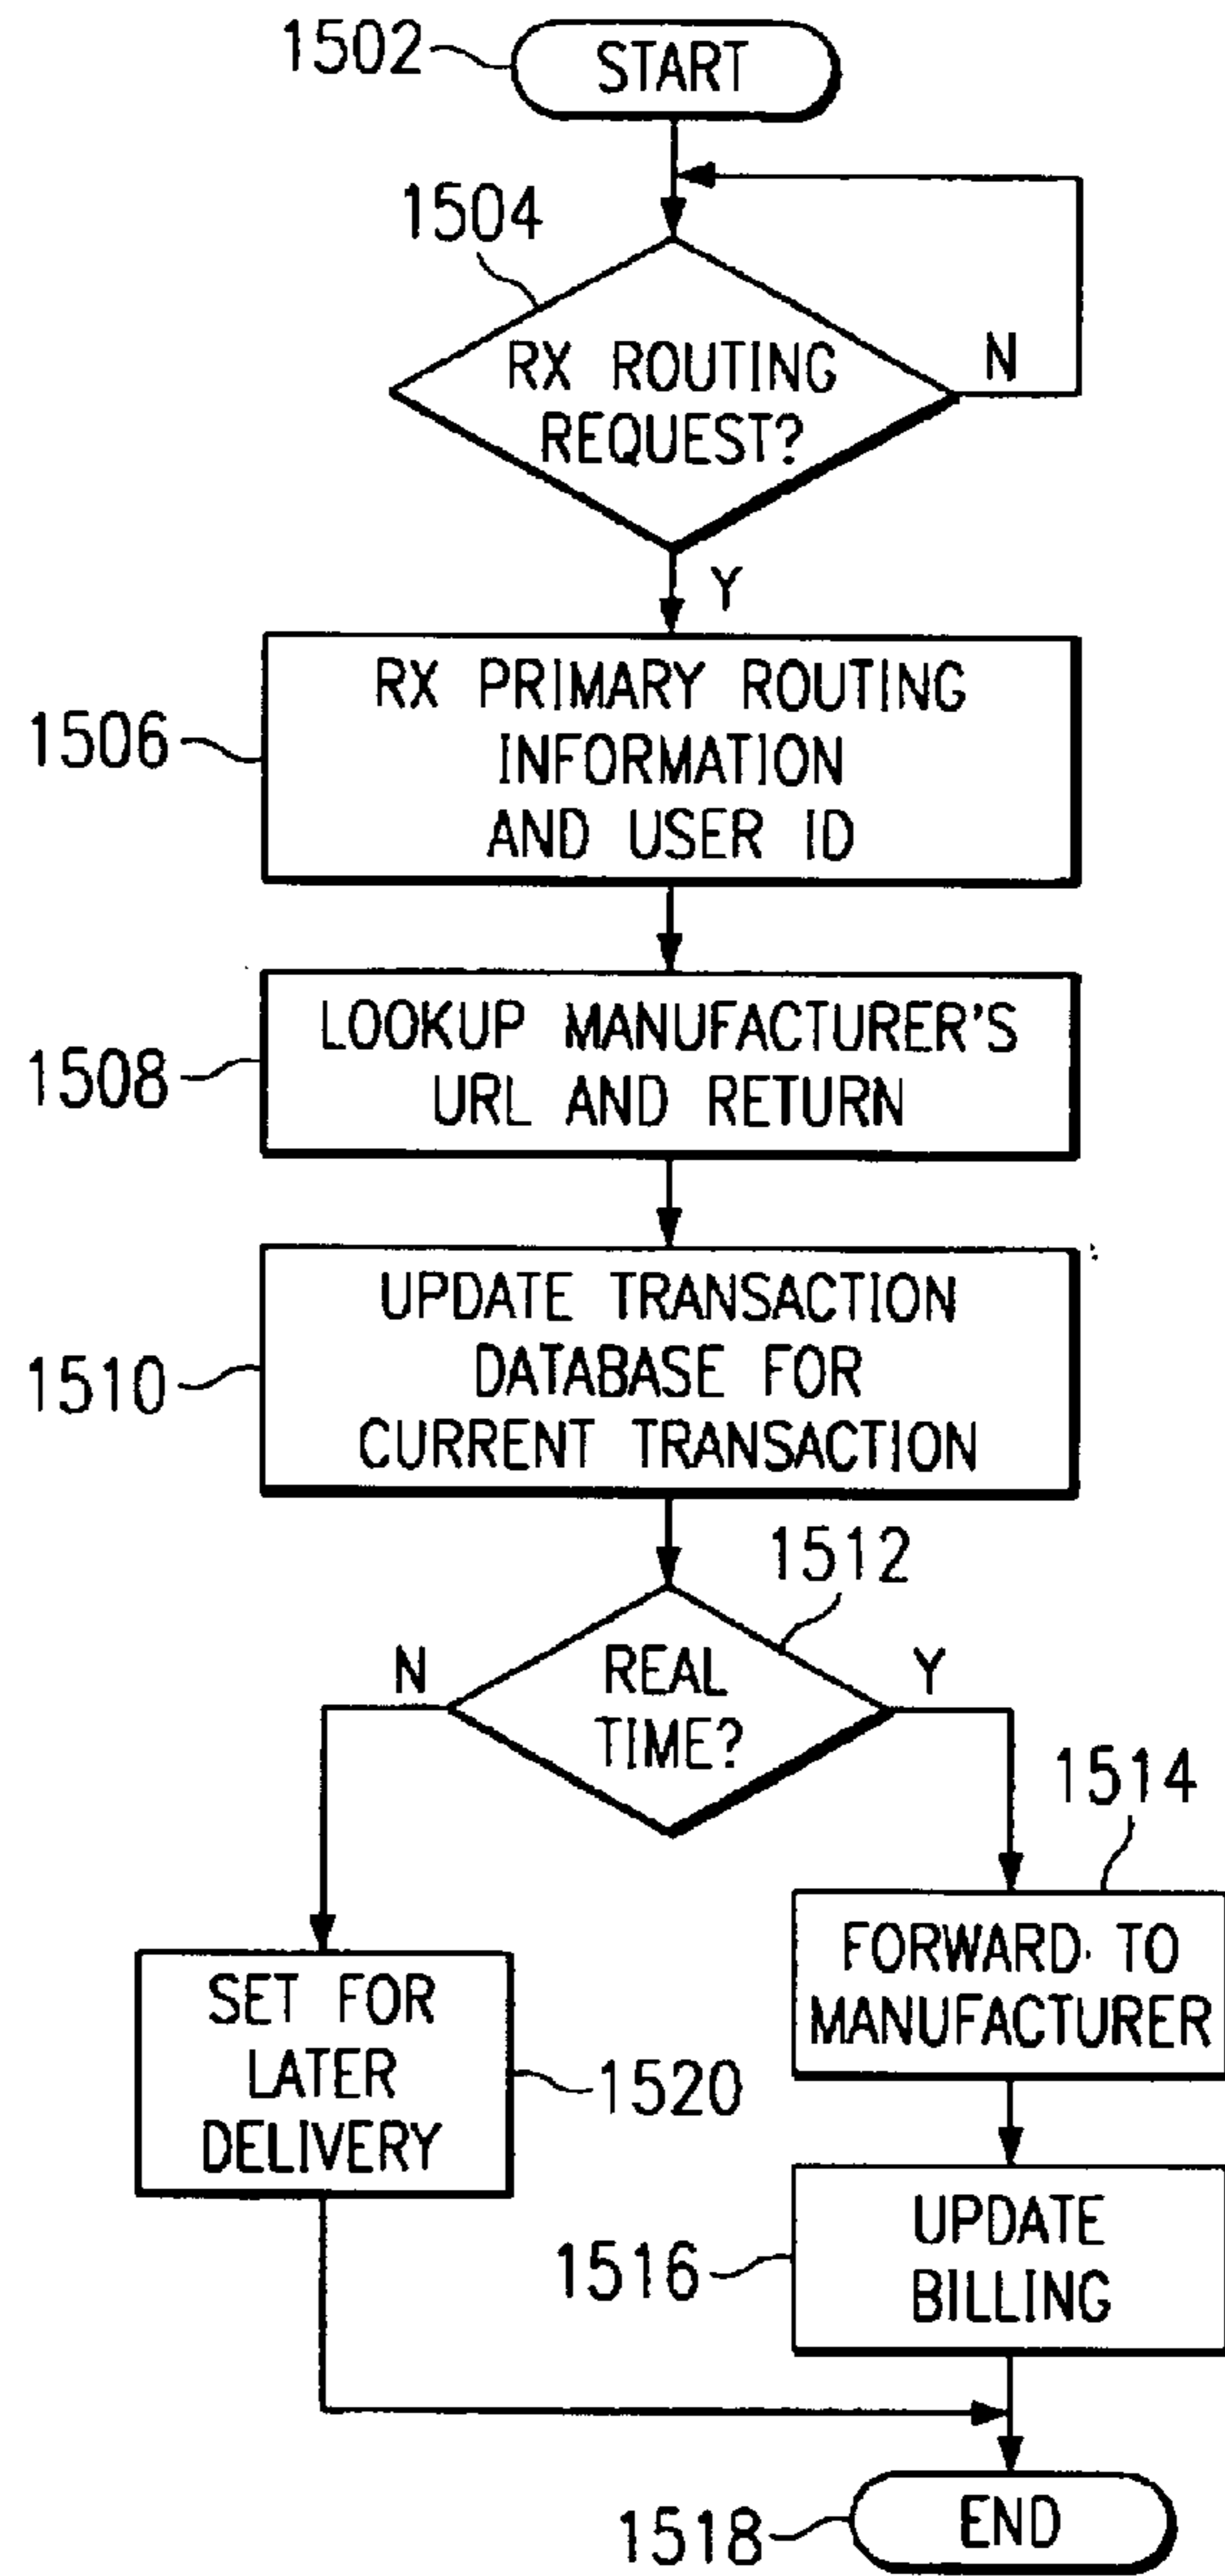 1502
START
1504
RX ROUTING
REQUEST?
N
Y
1506
RX PRIMARY ROUTING
INFORMATION
AND USER ID
1508
LOOKUP MANUFACTURER'S
URL AND RETURN
1510
UPDATE TRANSACTION
DATABASE FOR
CURRENT TRANSACTION
1512
N
REAL
TIME?
Y
1514
FORWARD TO
MANUFACTURER
SET FOR
LATER
DELIVERY
1520
1516
UPDATE
BILLING
1518
END